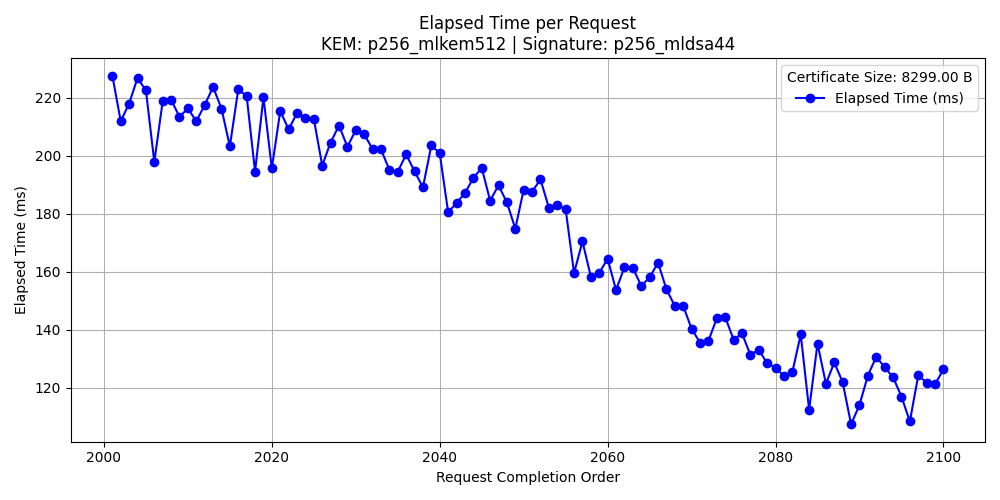 Elapsed Time per Request
KEM: p256_mlkem512 | Signature: p256_mldsa44
Certificate Size: 8299.00 B
Elapsed Time (ms)
Elapsed Time (ms)
220
200
180
160
140
120
2000
2020
2040
2060
2080
2100
Request Completion Order